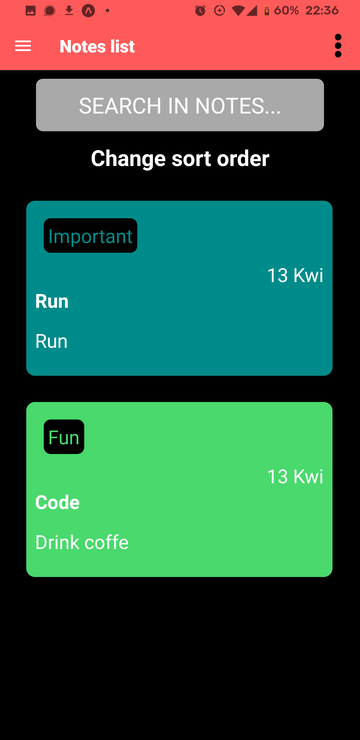 60% 22:36
Notes list
SEARCH IN NOTES...
Change sort order
Important
13 Kwi
Run
Run
Fun
13 Kwi
Code
Drink coffe